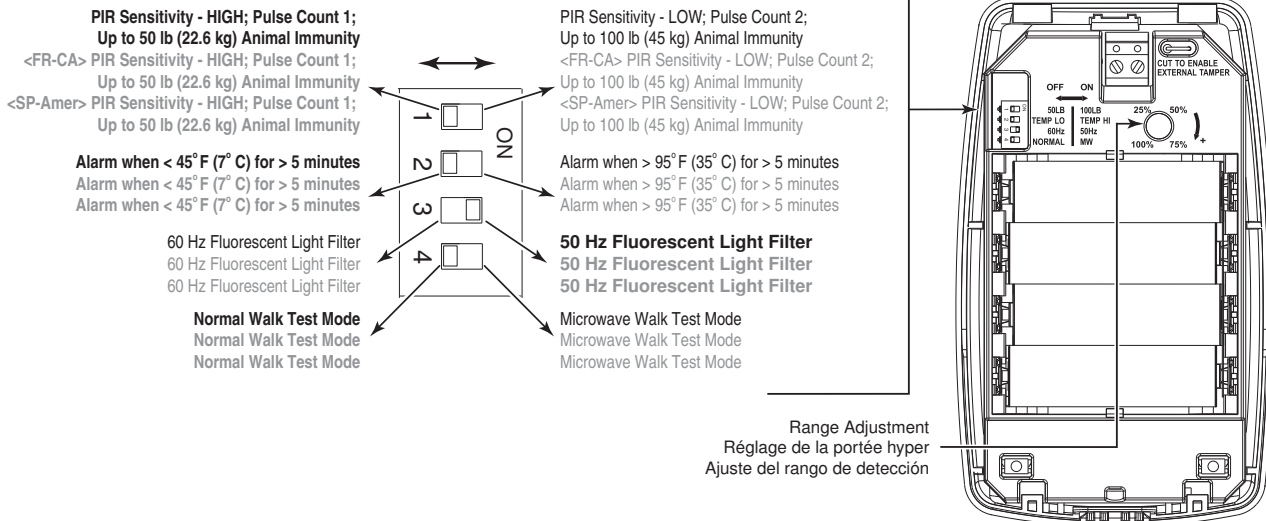 PIR Sensitivity - HIGH; Pulse Count 1;
Up to 50 lb (22.6 kg) Animal Immunity
<FR-CA> PIR Sensitivity - HIGH; Pulse Count 1;
Up to 50 lb (22.6 kg) Animal Immunity
<SP-Amer> PIR Sensitivity - HIGH; Pulse Count 1;
Up to 50 lb (22.6 kg) Animal Immunity
Alarm when < 45° F (7° C) for > 5 minutes
Alarm when < 45° F (7° C) for > 5 minutes
Alarm when < 45° F (7° C) for > 5 minutes
60 Hz Fluorescent Light Filter
60 Hz Fluorescent Light Filter
60 Hz Fluorescent Light Filter
Normal Walk Test Mode
Normal Walk Test Mode
Normal Walk Test Mode
1
2
3
4
ON
PIR Sensitivity - LOW; Pulse Count 2;
Up to 100 lb (45 kg) Animal Immunity
<FR-CA> PIR Sensitivity - LOW; Pulse Count 2;
Up to 100 lb (45 kg) Animal Immunity
<SP-Amer> PIR Sensitivity - LOW; Pulse Count 2;
Up to 100 lb (45 kg) Animal Immunity
Alarm when > 95° F (35° C) for > 5 minutes
Alarm when > 95° F (35° C) for > 5 minutes
Alarm when > 95° F (35° C) for > 5 minutes
50 Hz Fluorescent Light Filter
50 Hz Fluorescent Light Filter
50 Hz Fluorescent Light Filter
Microwave Walk Test Mode
Microwave Walk Test Mode
Microwave Walk Test Mode
CUT TO ENABLE
EXTERNAL TAMPER
OFF ON
50LB 100LB
TEMP LO TEMP HI
60Hz 50Hz
NORMAL MW
1
2
3
4
ON
25% 50%
100% 75% +
Range Adjustment
Réglage de la portée hyper
Ajuste del rango de detección